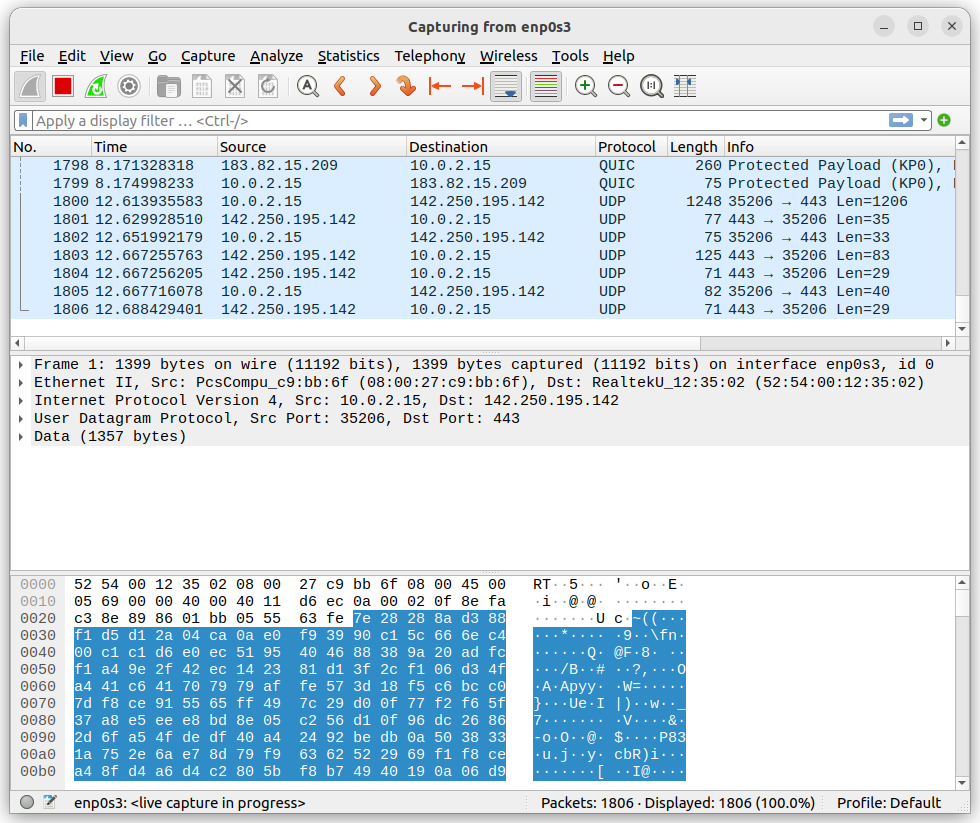 Capturing from enp0s3
File Edit View Go Capture Analyze Statistics Telephony Wireless Tools Help
Apply a display filter … <Ctrl-/>
No. Time Source Destination Protocol Length Info
1798 8.171328318 183.82.15.209 10.0.2.15 QUIC 260 Protected Payload (KP0),
1799 8.174998233 10.0.2.15 183.82.15.209 QUIC 75 Protected Payload (KP0),
1800 12.613935583 10.0.2.15 142.250.195.142 UDP 1248 35206 → 443 Len=1206
1801 12.629928510 142.250.195.142 10.0.2.15 UDP 77 443 → 35206 Len=35
1802 12.651992179 10.0.2.15 142.250.195.142 UDP 75 35206 → 443 Len=33
1803 12.667255763 142.250.195.142 10.0.2.15 UDP 125 443 → 35206 Len=83
1804 12.667256205 142.250.195.142 10.0.2.15 UDP 71 443 → 35206 Len=29
1805 12.667716078 10.0.2.15 142.250.195.142 UDP 82 35206 → 443 Len=40
1806 12.688429401 142.250.195.142 10.0.2.15 UDP 71 443 → 35206 Len=29
Frame 1: 1399 bytes on wire (11192 bits), 1399 bytes captured (11192 bits) on interface enp0s3, id 0
Ethernet II, Src: PcsCompu_c9:bb:6f (08:00:27:c9:bb:6f), Dst: RealtekU_12:35:02 (52:54:00:12:35:02)
Internet Protocol Version 4, Src: 10.0.2.15, Dst: 142.250.195.142
User Datagram Protocol, Src Port: 35206, Dst Port: 443
Data (1357 bytes)
0000 52 54 00 12 35 02 08 00 27 c9 bb 6f 08 00 45 00 RT··5··· '··o··E·
0010 05 69 00 00 40 00 40 11 d6 ec 0a 00 02 0f 8e fa ·i··@·@· ········
0020 c3 8e 89 86 01 bb 05 55 63 fe 7e 28 28 8a d3 88 ·······U c·~((···
0030 f1 d5 d1 2a 04 ca 0a e0 f9 39 90 c1 5c 66 6e c4 ···*···· ·9··\fn·
0040 00 c1 c1 d6 e0 ec 51 95 40 46 88 38 9a 20 ad fc ······Q· @F·8· ··
0050 f1 a4 9e 2f 42 ec 14 23 81 d1 3f 2c f1 06 d3 4f ···/B··# ··?,···O
0060 a4 41 c6 41 70 79 79 af fe 57 3d 18 f5 c6 bc c0 ·A·Apyy· ·W=·····
0070 7d f8 ce 91 55 65 ff 49 7c 29 d0 0f 77 f2 f6 5f }···Ue·I |)··w··_
0080 37 a8 e5 ee e8 bd 8e 05 c2 56 d1 0f 96 dc 26 86 7······· ·V····&·
0090 2d 6f a5 4f de df 40 a4 24 92 be db 0a 50 38 33 -o·O··@· $····P83
00a0 1a 75 2e 6a e7 8d 79 f9 63 62 52 29 69 f1 f8 ce ·u.j··y· cbR)i···
00b0 a4 8f d4 a6 d4 c2 80 5b f8 b7 49 40 19 0a 06 d9 ·······[ ··I@····
enp0s3: <live capture in progress> Packets: 1806 · Displayed: 1806 (100.0%) Profile: Default